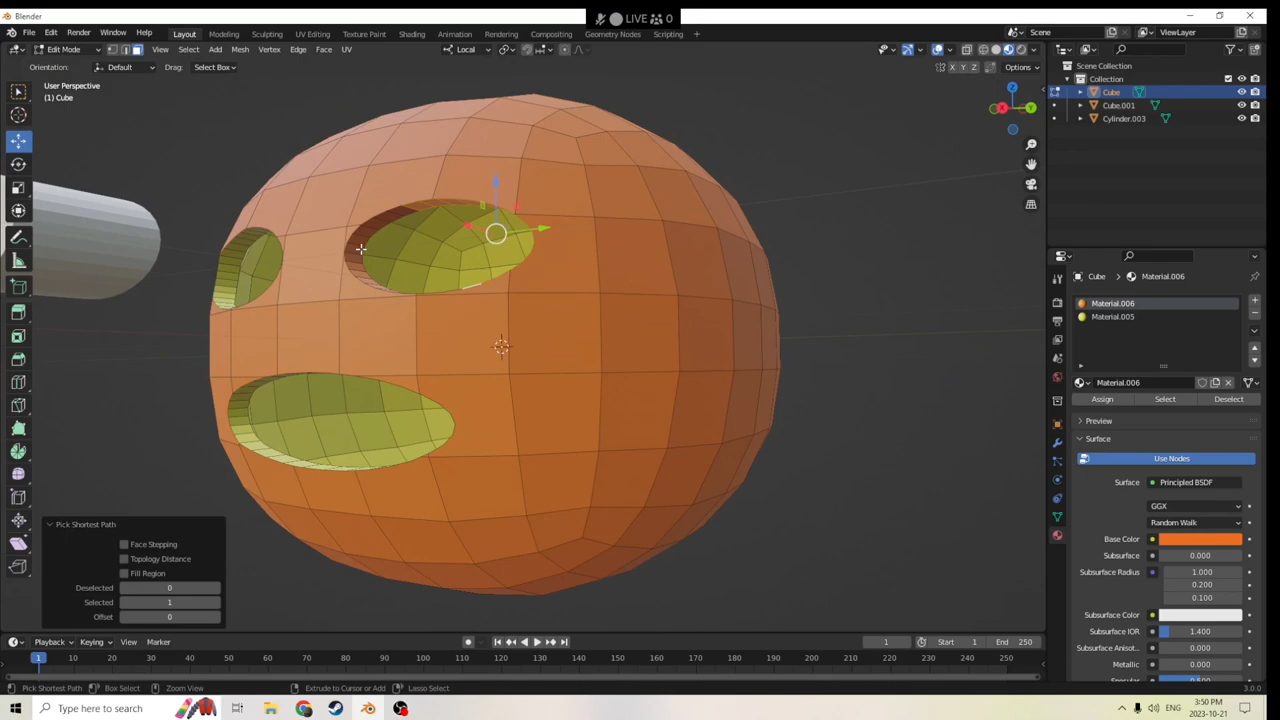 Blender
LIVE 0
File Edit Render Window Help
Layout Modeling Sculpting UV Editing Texture Paint Shading Animation Rendering Compositing Geometry Nodes Scripting
Scene
ViewLayer
Edit Mode View Select Add Mesh Vertex Edge Face UV
Local
Orientation: Default Drag: Select Box
X Y Z Options
User Perspective
(1) Cube
Z
X
Y
Scene Collection
Collection
Cube
Cube.001
Cylinder.003
Cube > Material.006
Material.006
Material.005
Material.006
Assign Select Deselect
Preview
Surface
Use Nodes
Surface Principled BSDF
GGX
Random Walk
Base Color
Subsurface 0.000
Subsurface Radius 1.000
0.200
0.100
Subsurface Color
Subsurface IOR 1.400
Subsurface Anisot... 0.000
Metallic 0.000
Specular 0.500
Pick Shortest Path
Face Stepping
Topology Distance
Fill Region
Deselected 0
Selected 1
Offset 0
Playback Keying View Marker
1 Start 1 End 250
1 10 20 30 40 50 60 70 80 90 100 110 120 130 140 150 160 170 180 190 200 210 220 230 240 250
Pick Shortest Path Box Select Zoom View Extrude to Cursor or Add Lasso Select 3.0.0
Type here to search
ENG
3:50 PM
2023-10-21